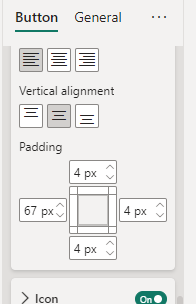 Button General ...
Vertical alignment
Padding
4 px
67 px 4 px
4 px
Icon On